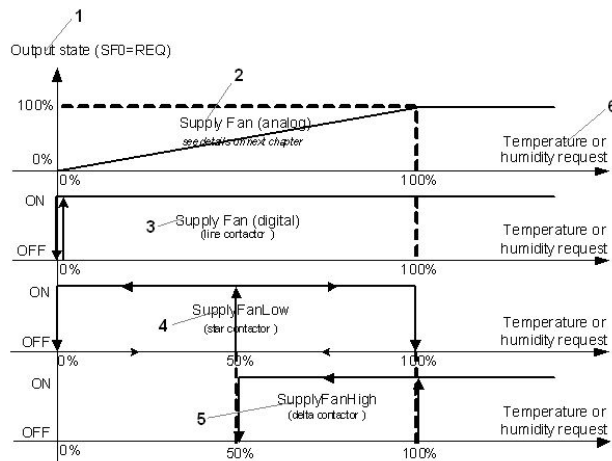 1
Output state (SF0=REQ)
2
6
100%
Supply Fan (analog)
see details on next chapter
Temperature or
humidity request
0%
0%
100%
ON
3
Supply Fan (digital)
(line contactor)
Temperature or
humidity request
OFF
0%
100%
ON
4
SupplyFanLow
(star contactor)
Temperature or
humidity request
OFF
0%
50%
100%
ON
5
SupplyFanHigh
(delta contactor)
Temperature or
humidity request
OFF
0%
50%
100%